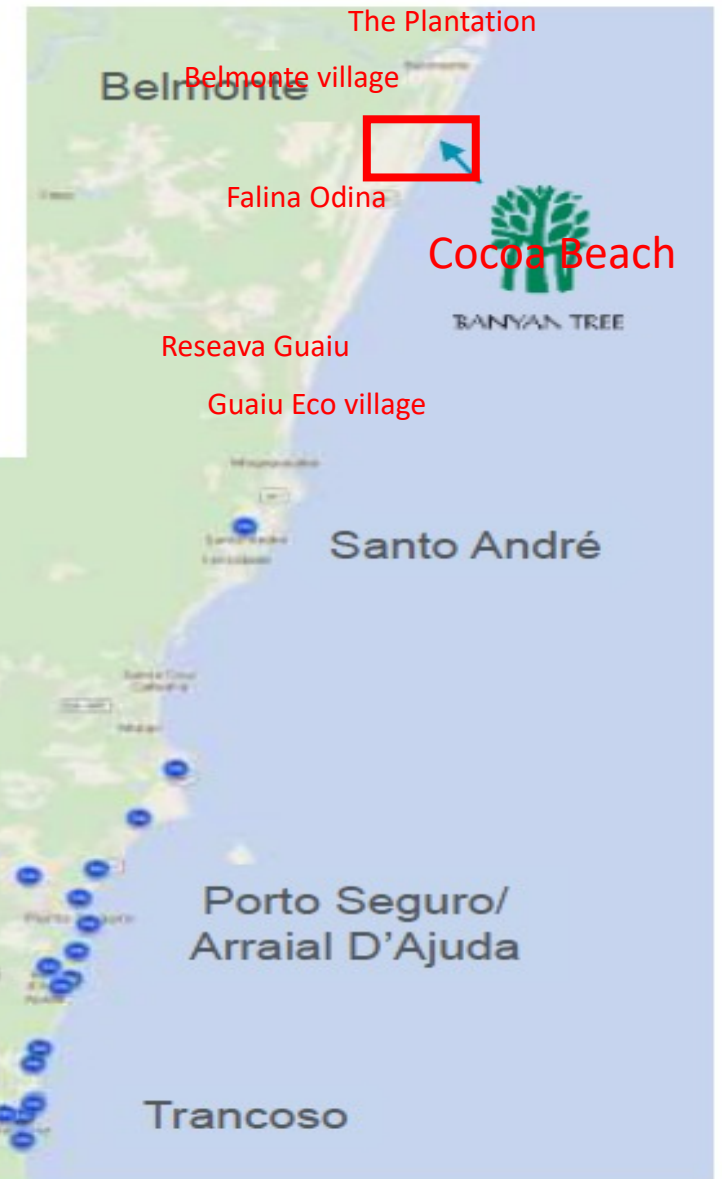 The Plantation
Belmonte
Belmonte village
Falina Odina
Cocoa Beach
BANYAN TREE
Reseava Guaiu
Guaiu Eco village
Santo André
Porto Seguro/
Arraial D'Ajuda
Trancoso